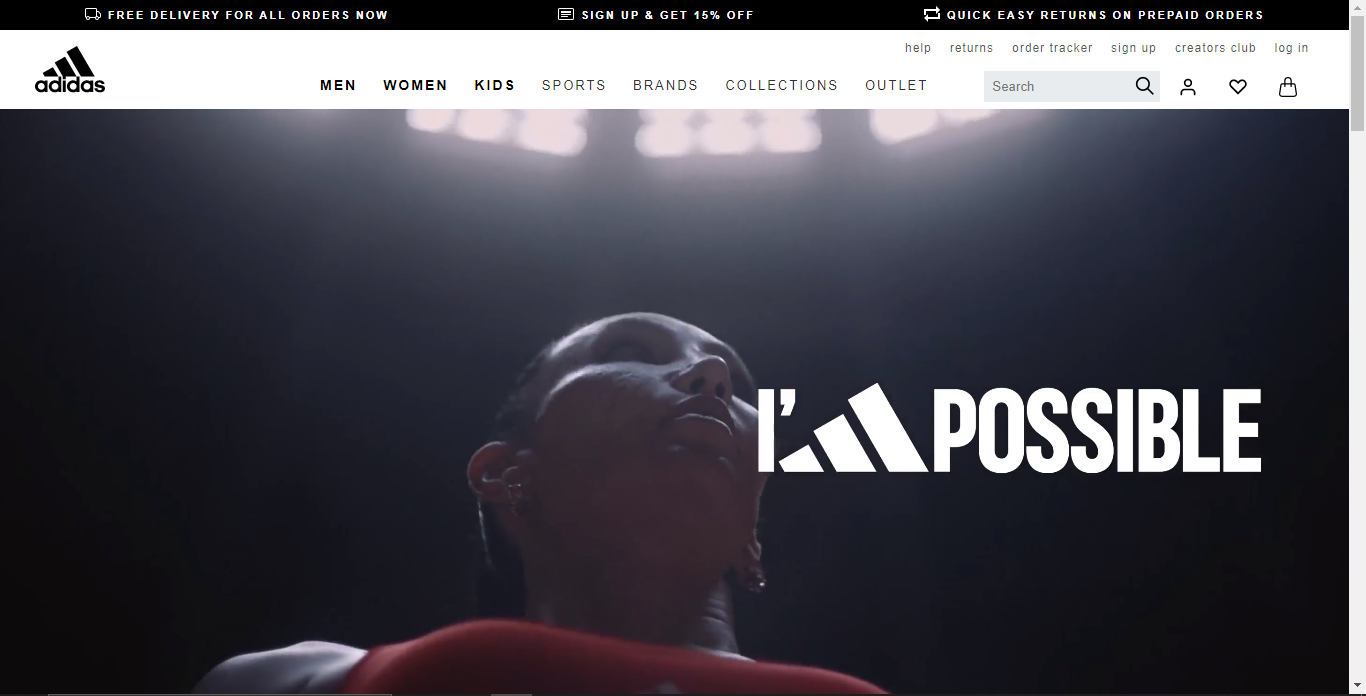 FREE DELIVERY FOR ALL ORDERS NOW
SIGN UP & GET 15% OFF
QUICK EASY RETURNS ON PREPAID ORDERS
help returns order tracker sign up creators club log in
adidas
MEN WOMEN KIDS SPORTS BRANDS COLLECTIONS OUTLET
Search
I'M POSSIBLE